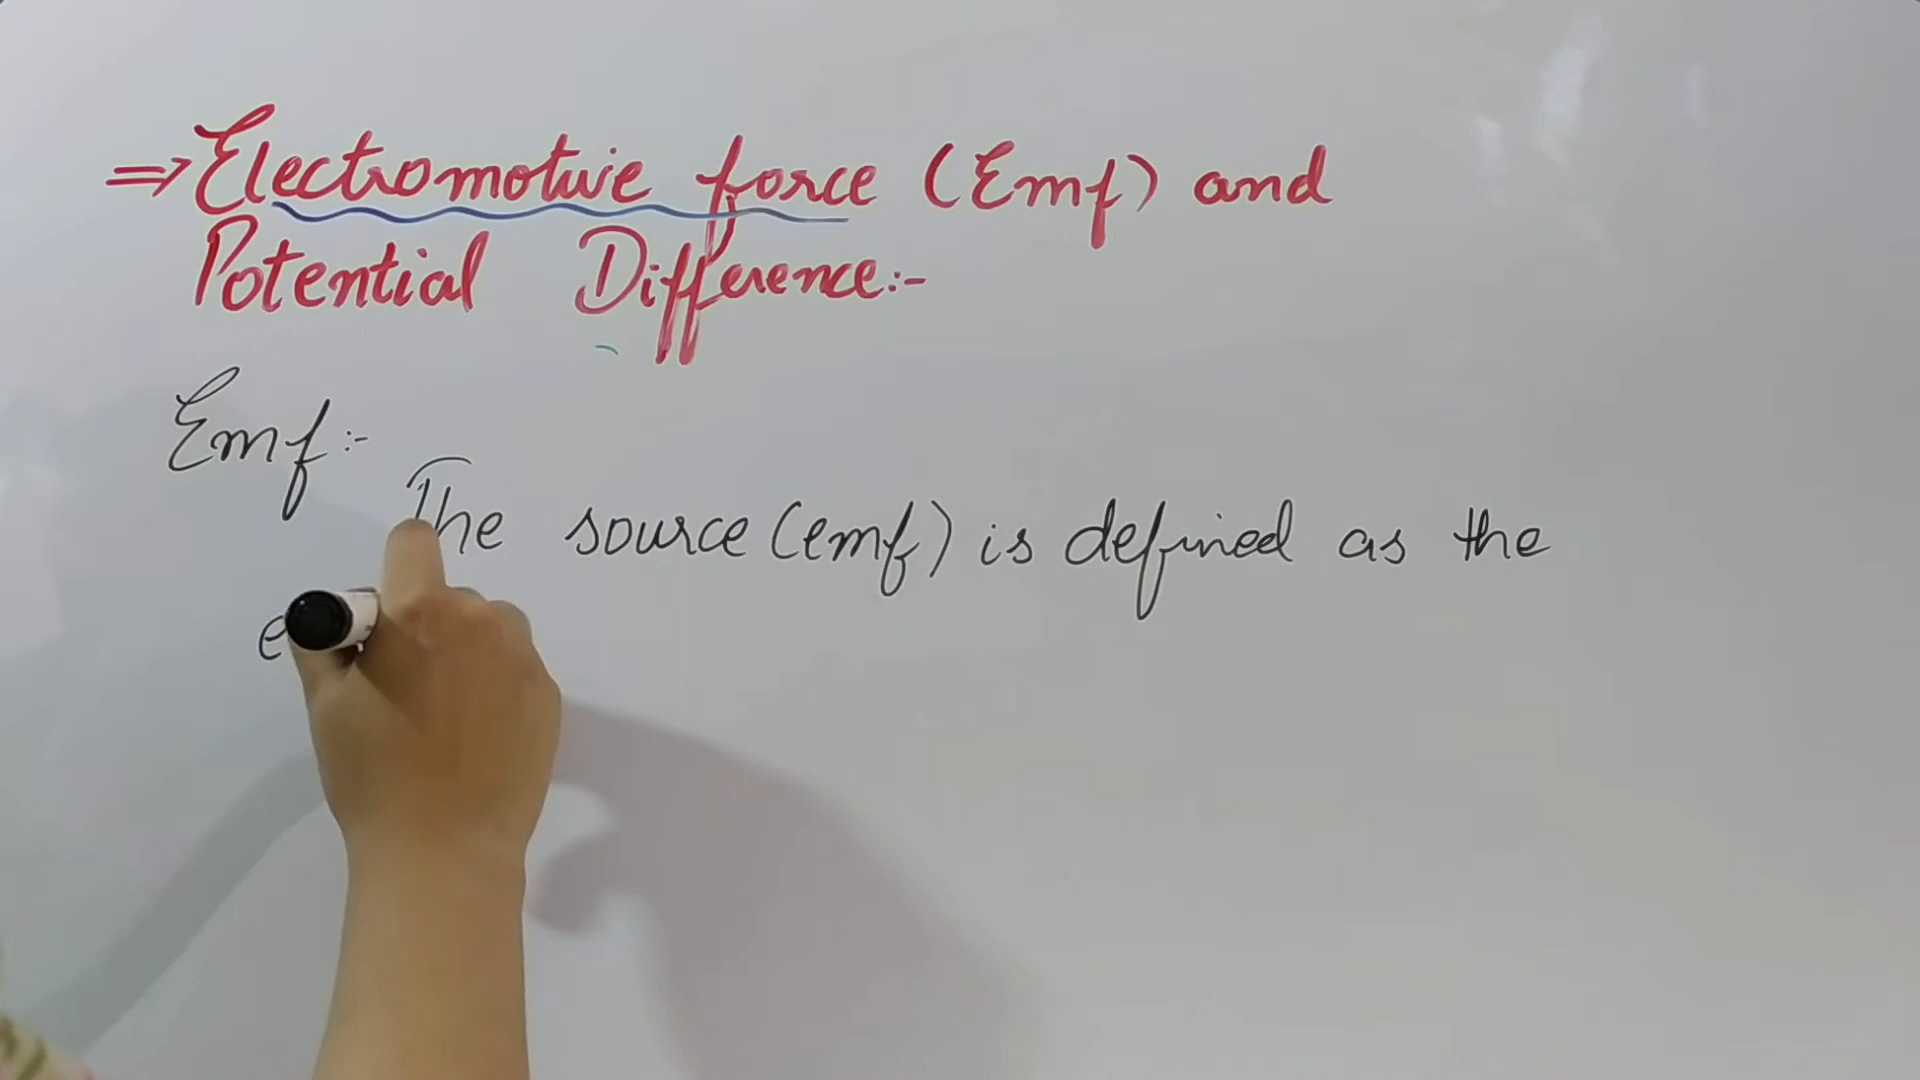 ⇒ Electromotive force (Emf) and
Potential Difference:-
Emf:-
The source (emf) is defined as the
e